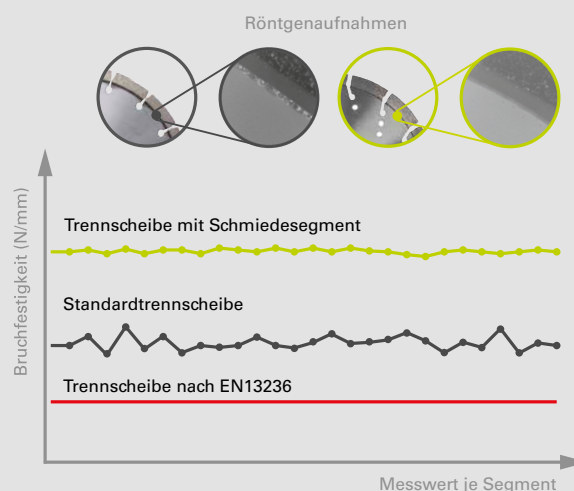 Röntgenaufnahmen
Bruchfestigkeit (N/mm)
Trennscheibe mit Schmiedesegment
Standardtrennscheibe
Trennscheibe nach EN13236
Messwert je Segment